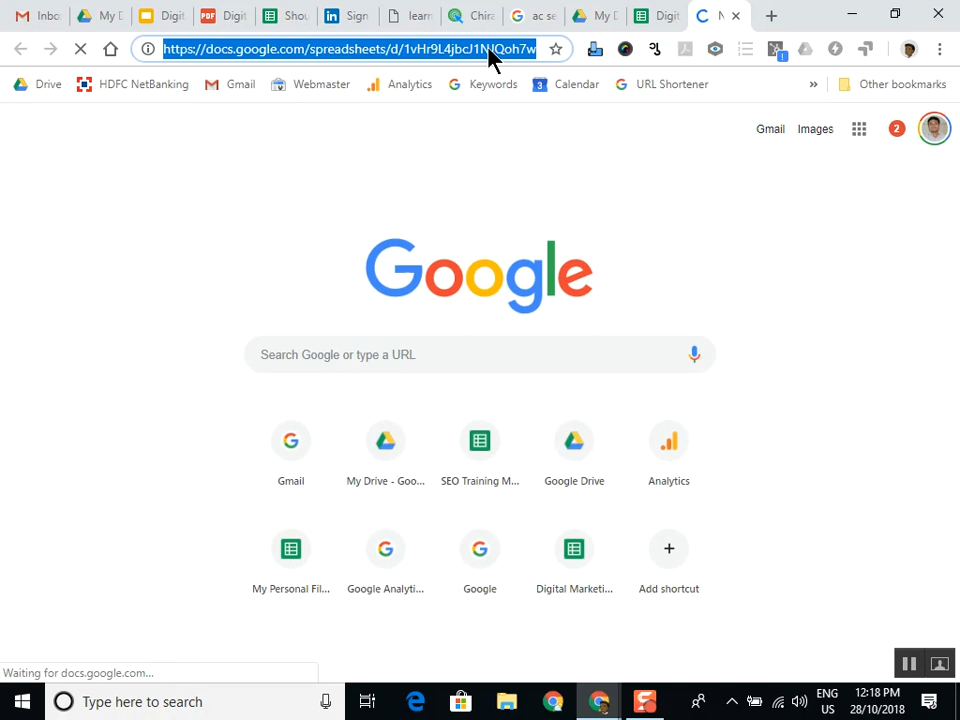 Inbo
My D
Digit
PDF
Digit
Shou
in
Sign
learn
Chira
ac se
My D
Digit
https://docs.google.com/spreadsheets/d/1vHr9L4jbcJ1N
Qoh7w
Drive
HDFC NetBanking
Gmail
Webmaster
Analytics
Keywords
3
Calendar
URL Shortener
»
Other bookmarks
Gmail
Images
2
Google
Search Google or type a URL
Gmail
My Drive - Goo...
SEO Training M...
Google Drive
Analytics
My Personal Fil...
Google Analyti...
Google
Digital Marketi...
Add shortcut
Waiting for docs.google.com...
Type here to search
ENG
US
12:18 PM
28/10/2018